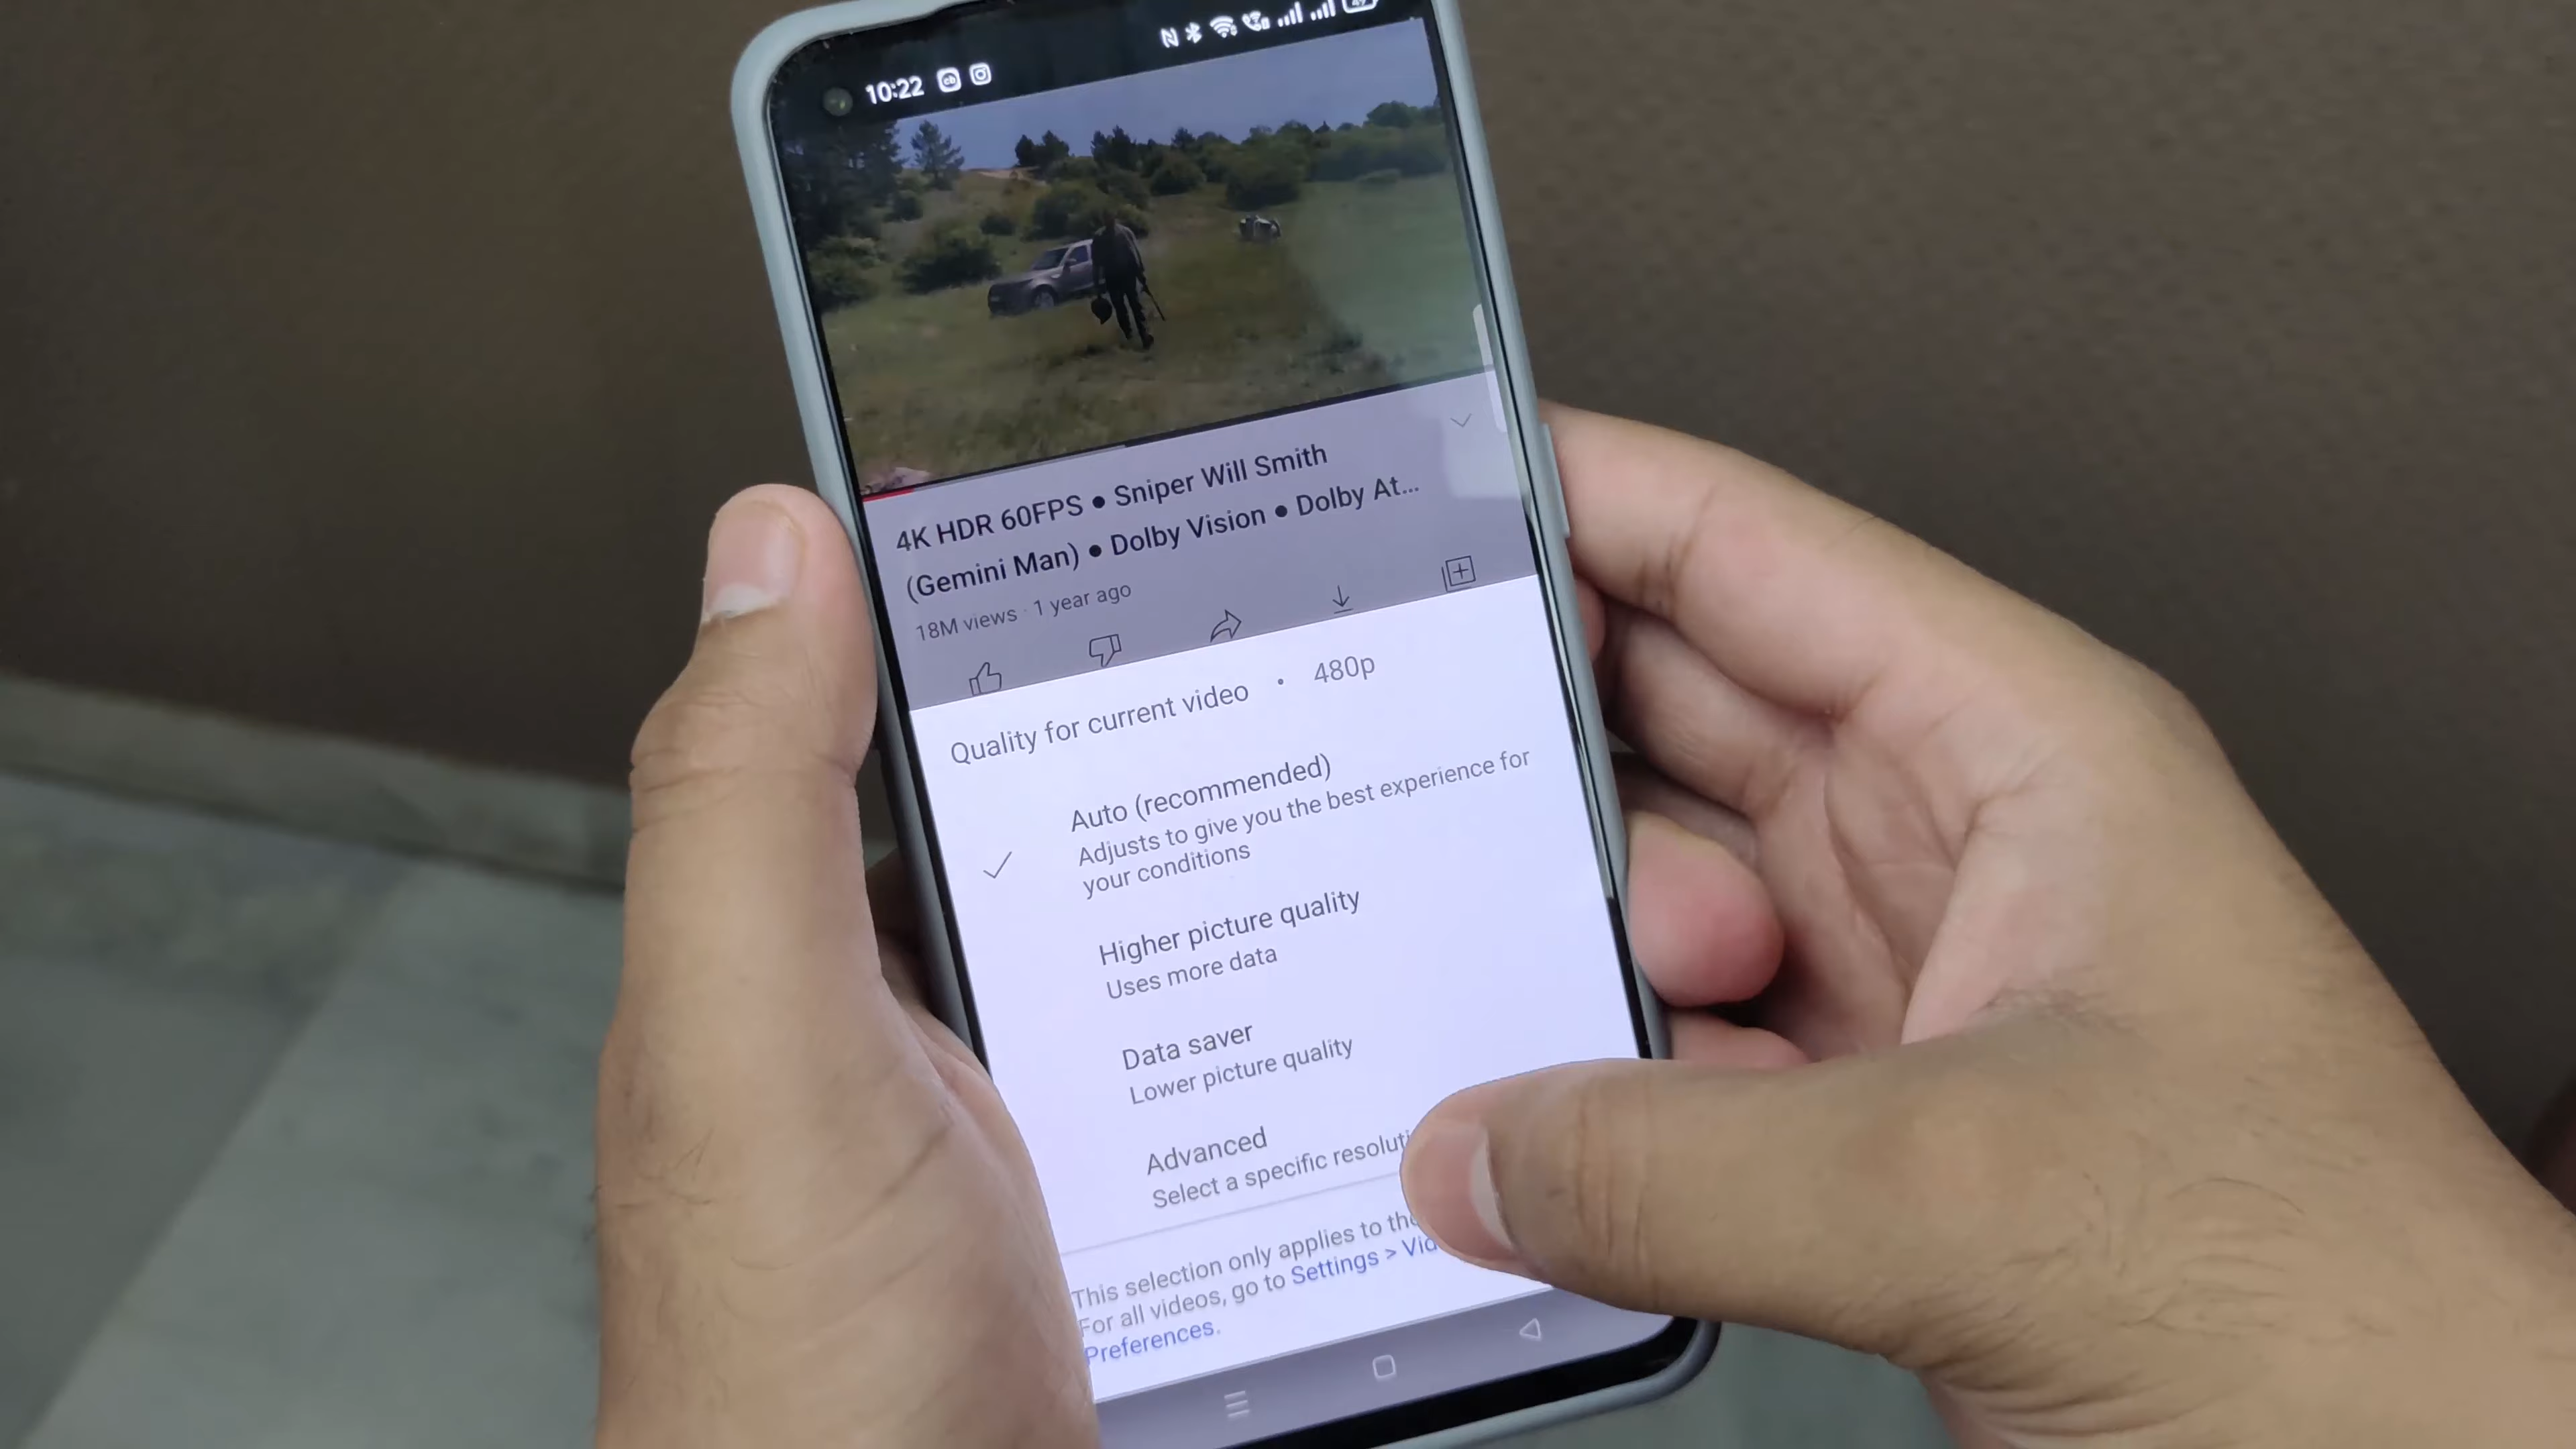 10:22
4K HDR 60FPS ● Sniper Will Smith
(Gemini Man) ● Dolby Vision ● Dolby At...
18M views · 1 year ago
Quality for current video • 480p
Auto (recommended)
Adjusts to give you the best experience for
your conditions
Higher picture quality
Uses more data
Data saver
Lower picture quality
Advanced
Select a specific
This selection only applies to
For all videos, go to Settings >
Preferences.